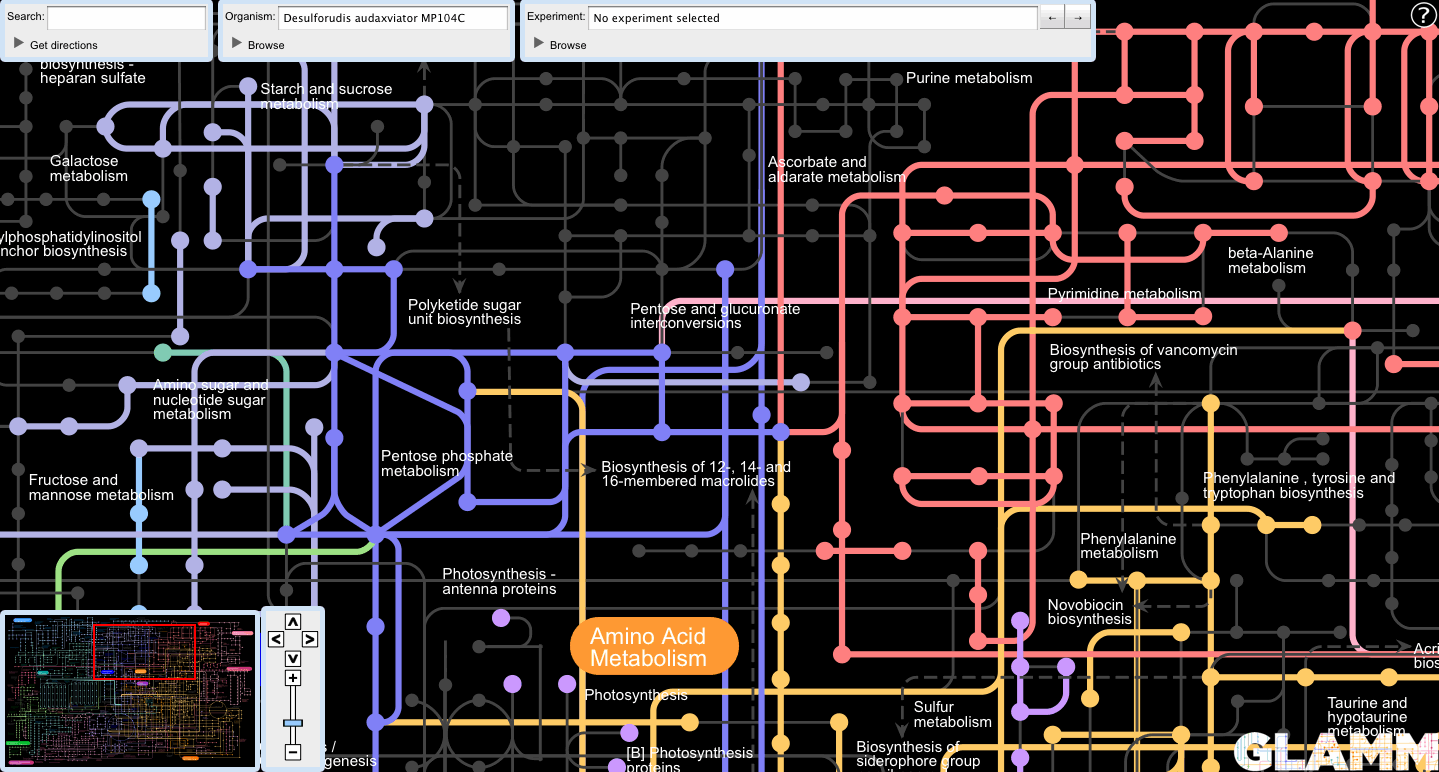 Search:
Get directions
Organism: Desulforudis audaxviator MP104C
Browse
Experiment: No experiment selected
← →
Browse
?
biosynthesis -
heparan sulfate
Starch and sucrose
metabolism
Purine metabolism
Galactose
metabolism
Ascorbate and
aldarate metabolism
ylphosphatidylinositol
nchor biosynthesis
beta-Alanine
metabolism
Pyrimidine metabolism
Polyketide sugar
unit biosynthesis
Pentose and glucuronate
interconversions
Biosynthesis of vancomycin
group antibiotics
Amino sugar and
nucleotide sugar
metabolism
Pentose phosphate
metabolism
Biosynthesis of 12-, 14- and
16-membered macrolides
Fructose and
mannose metabolism
Phenylalanine , tyrosine and
tryptophan biosynthesis
Phenylalanine
metabolism
Photosynthesis -
antenna proteins
Novobiocin
biosynthesis
Amino Acid
Metabolism
Acri
bios
Photosynthesis
Sulfur
metabolism
Taurine and
hypotaurine
metabolism
[B] Photosynthesis
proteins
Biosynthesis of
siderophore group
/
genesis
GLAMM